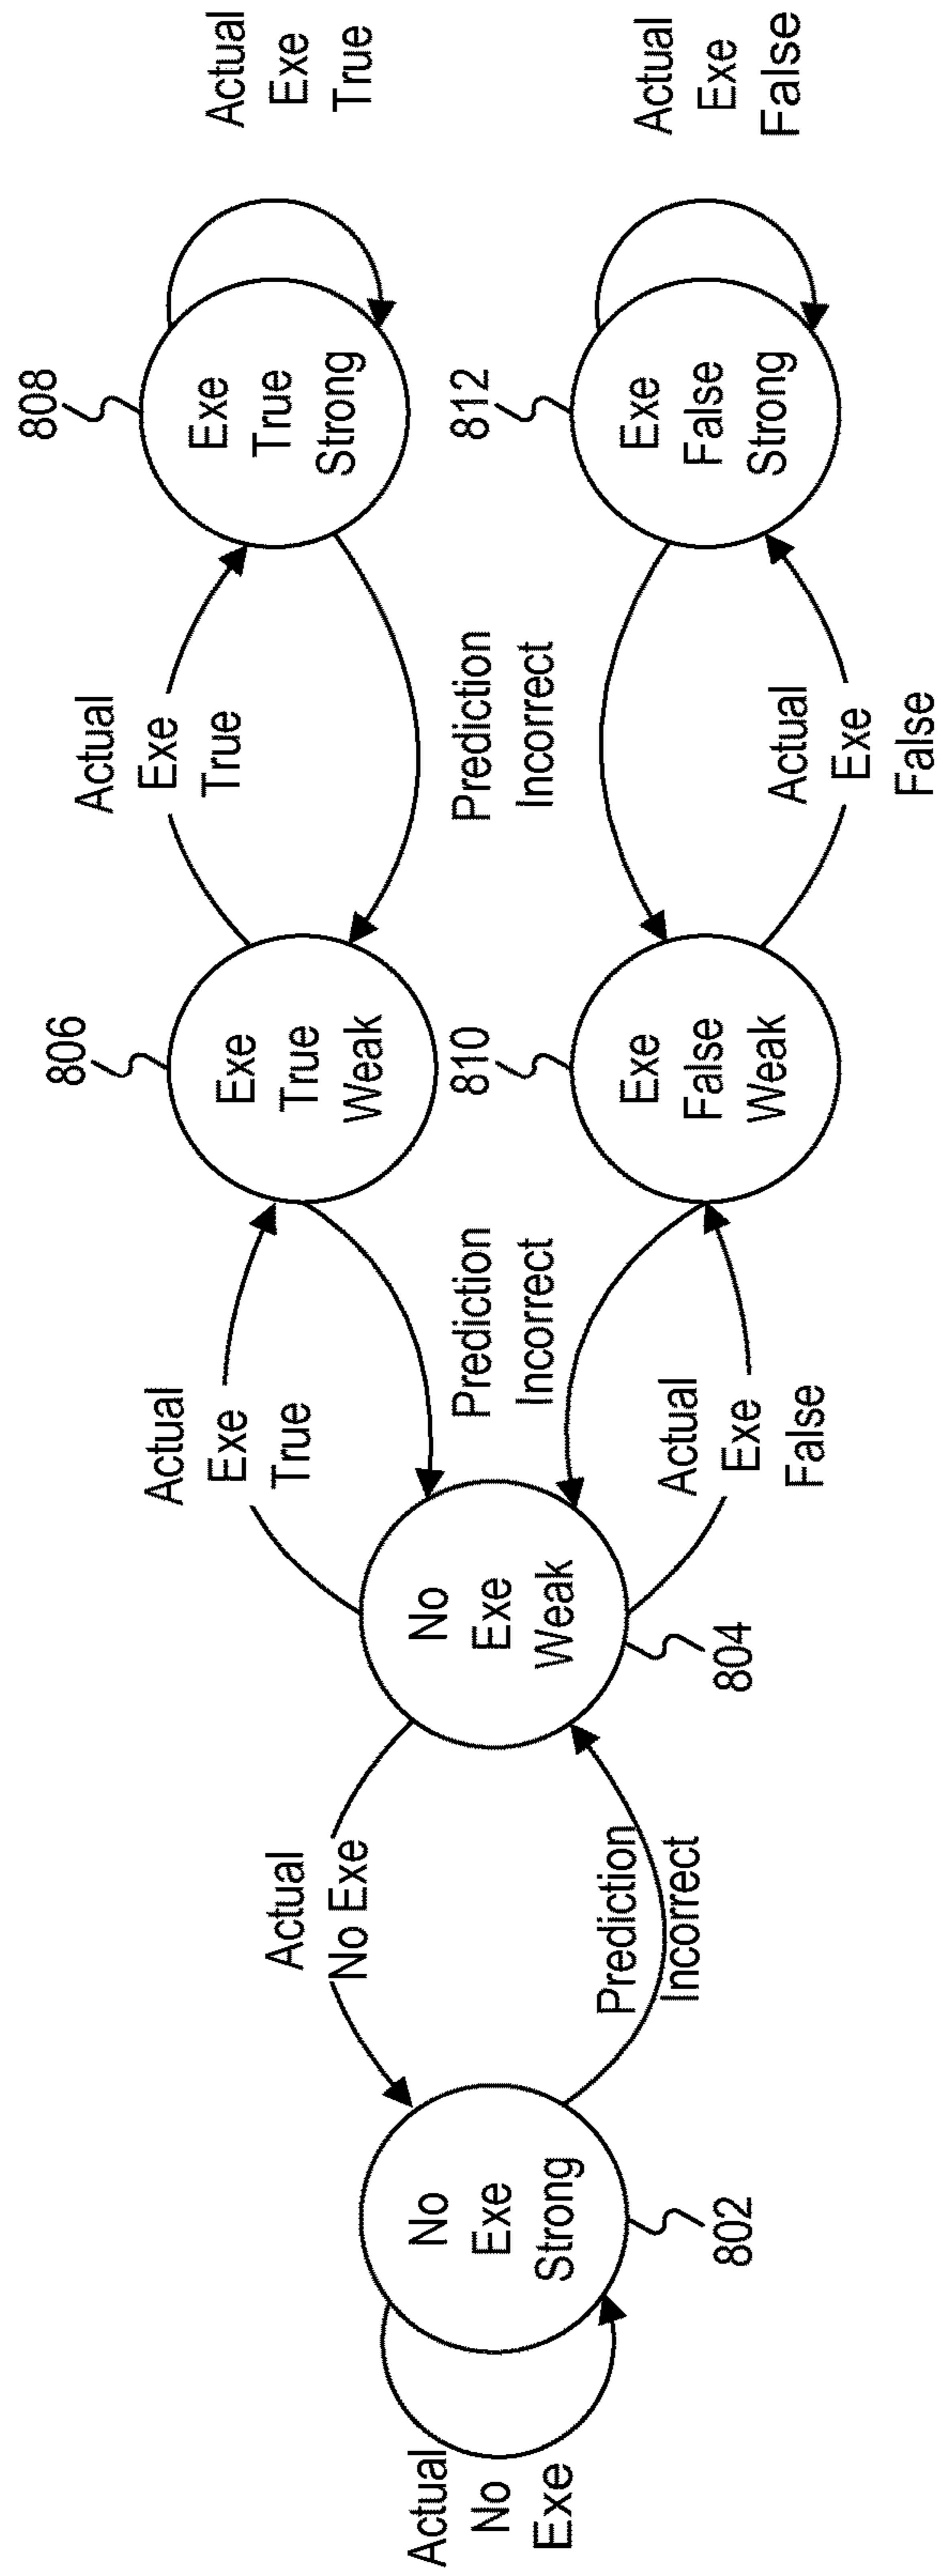 Actual
No
Exe
No
Exe
Strong
802
Actual
No Exe
Prediction
Incorrect
No
Exe
Weak
804
Actual
Exe
True
Prediction
Incorrect
Actual
Exe
False
806
Exe
True
Weak
810
Exe
False
Weak
Actual
Exe
True
Prediction
Incorrect
Actual
Exe
False
808
Exe
True
Strong
812
Exe
False
Strong
Actual
Exe
True
Actual
Exe
False